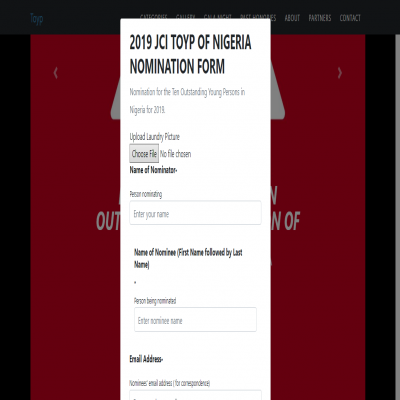 Toyp
CATEGORIES GALLERY GALA NIGHT PAST HONOREES ABOUT PARTNERS CONTACT
2019 JCI TOYP OF NIGERIA
NOMINATION FORM
Nomination for the Ten Outstanding Young Persons in
Nigeria for 2019.
Upload Laundry Picture
Choose File No file chosen
Name of Nominator-
Person nominating
Enter your name
Name of Nominee (First Name followed by Last
Name)
-
Person being nominated
Enter nominee name
Email Address-
Nominees' email address ( for correspondence)
OUT
N
N OF